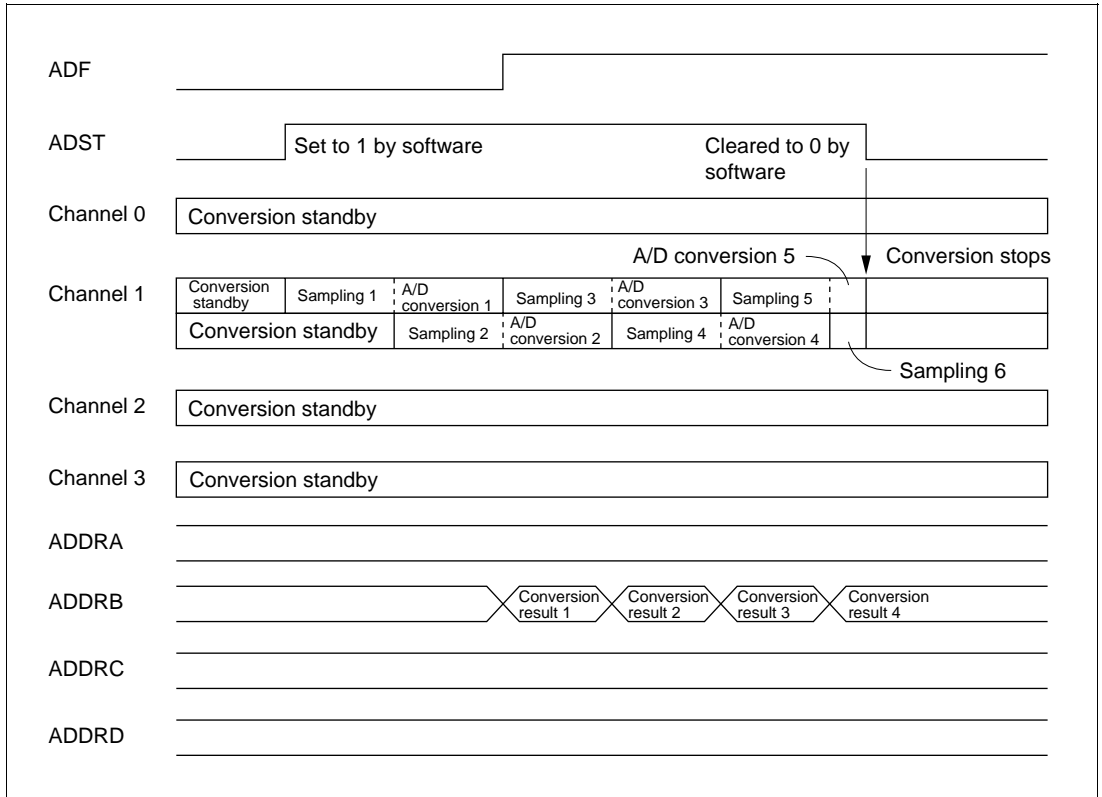 ADF
ADST
Set to 1 by software
Cleared to 0 by
software
Channel 0
Conversion standby
A/D conversion 5
Conversion stops
Channel 1
Conversion
standby
Sampling 1
A/D
conversion 1
Sampling 3
A/D
conversion 3
Sampling 5
Conversion standby
Sampling 2
A/D
conversion 2
Sampling 4
A/D
conversion 4
Sampling 6
Channel 2
Conversion standby
Channel 3
Conversion standby
ADDRA
ADDRB
Conversion
result 1
Conversion
result 2
Conversion
result 3
Conversion
result 4
ADDRC
ADDRD